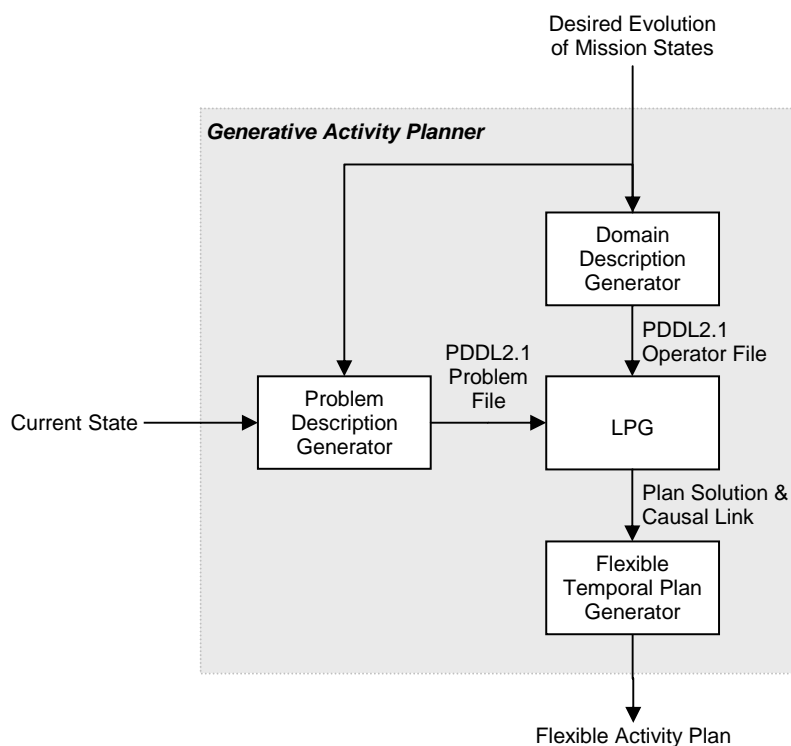 Desired Evolution
of Mission States
Generative Activity Planner
Domain
Description
Generator
PDDL2.1
Operator File
PDDL2.1
Problem
File
Current State
Problem
Description
Generator
LPG
Plan Solution &
Causal Link
Flexible
Temporal Plan
Generator
Flexible Activity Plan